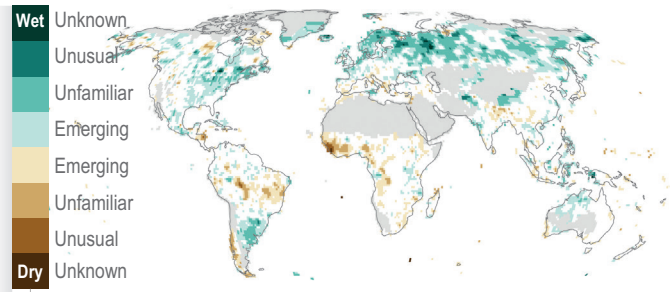 Wet Unknown
Unusual
Unfamiliar
Emerging
Emerging
Unfamiliar
Unusual
Dry Unknown